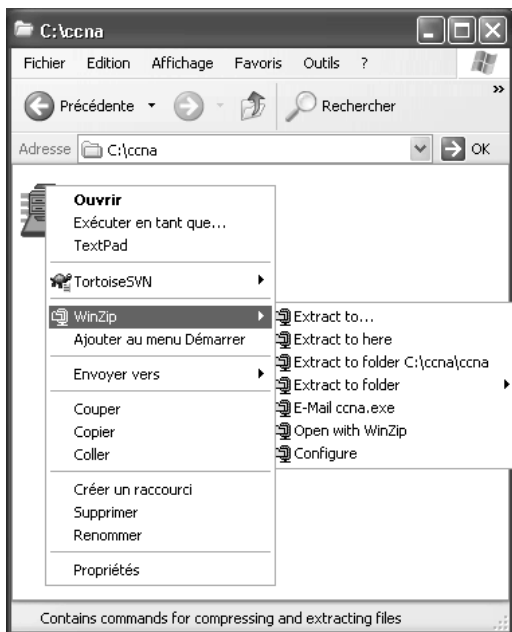 C:\ccna
Fichier Edition Affichage Favoris Outils ?
Précédente Rechercher
Adresse C:\ccna OK
Ouvrir
Exécuter en tant que...
TextPad
TortoiseSVN
WinZip
Ajouter au menu Démarrer
Envoyer vers
Couper
Copier
Coller
Créer un raccourci
Supprimer
Renommer
Propriétés
Extract to...
Extract to here
Extract to folder C:\ccna\ccna
Extract to folder
E-Mail ccna.exe
Open with WinZip
Configure
Contains commands for compressing and extracting files